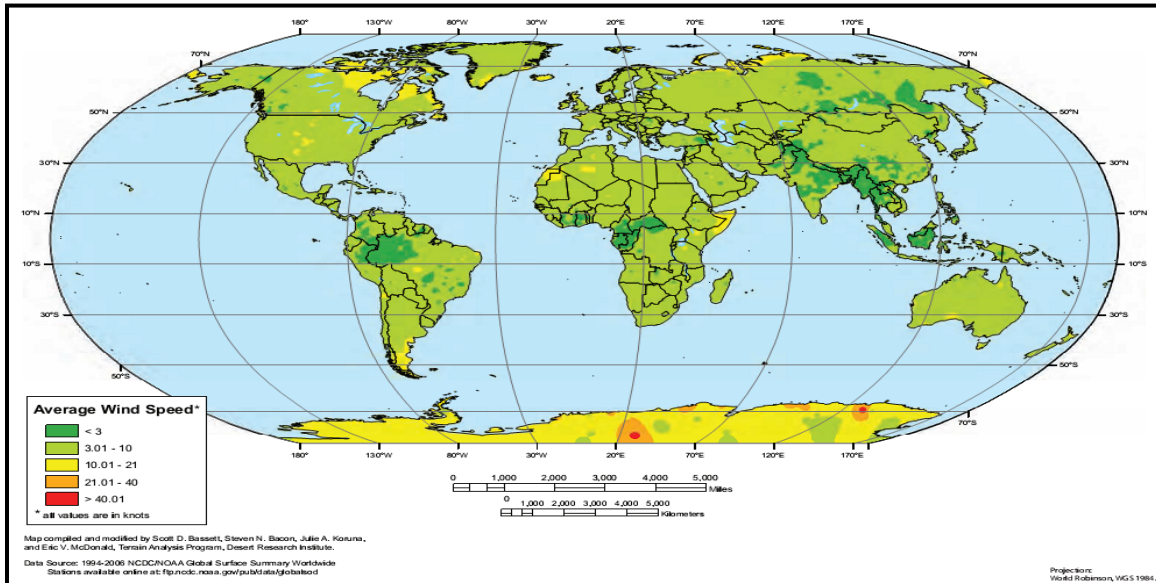 180° 130°W 80°W 30°W 20°E 70°E 120°E 170°E
70°N 70°N
50°N 50°N
30°N 30°N
10°N 10°N
10°S 10°S
30°S 30°S
50°S 50°S
70°S
180° 130°W 80°W 30°W 20°E 70°E 120°E 170°E
Average Wind Speed*
< 3
3.01 - 10
10.01 - 21
21.01 - 40
> 40.01
* all values are in knots
0 1,000 2,000 3,000 4,000 5,000
Miles
0 1,000 2,000 3,000 4,000 5,000
Kilometers
Map compiled and modified by Scott D. Bassett, Steven N. Bacon, Julie A. Koruna,
and Eric V. McDonald, Terrain Analysis Program, Desert Research Institute.
Data Source: 1994-2006 NCDC/NOAA Global Surface Summary Worldwide
Stations available online at: ftp.ncdc.noaa.gov/pub/data/globalsod
Projection:
World Robinson, WGS 1984.